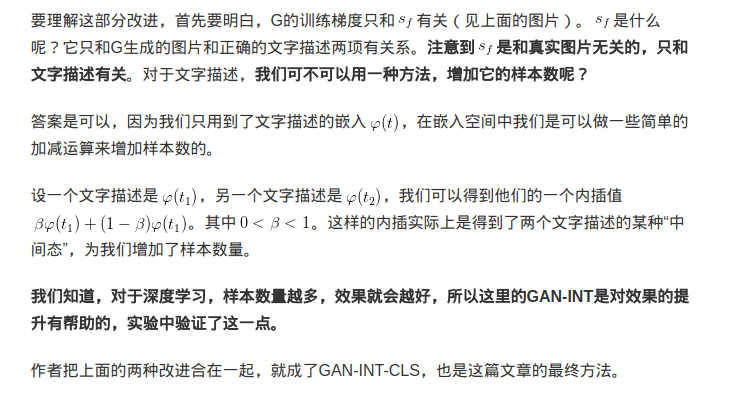 要理解这部分改进，首先要明白，G的训练梯度只和 s_f 有关（见上面的图片）。 s_f 是什么
呢？它只和G生成的图片和正确的文字描述两项有关系。注意到 s_f 是和真实图片无关的，只和
文字描述有关。对于文字描述，我们可不可以用一种方法，增加它的样本数呢？
答案是可以，因为我们只用到了文字描述的嵌入 φ(t)，在嵌入空间中我们是可以做一些简单的
加减运算来增加样本数的。
设一个文字描述是 φ(t₁)，另一个文字描述是 φ(t₂)，我们可以得到他们的一个内插值
βφ(t₁) + (1 − β)φ(t₁)。其中 0 < β < 1。这样的内插实际上是得到了两个文字描述的某种“中
间态”，为我们增加了样本数量。
我们知道，对于深度学习，样本数量越多，效果就会越好，所以这里的GAN-INT是对效果的提
升有帮助的，实验中验证了这一点。
作者把上面的两种改进合在一起，就成了GAN-INT-CLS，也是这篇文章的最终方法。